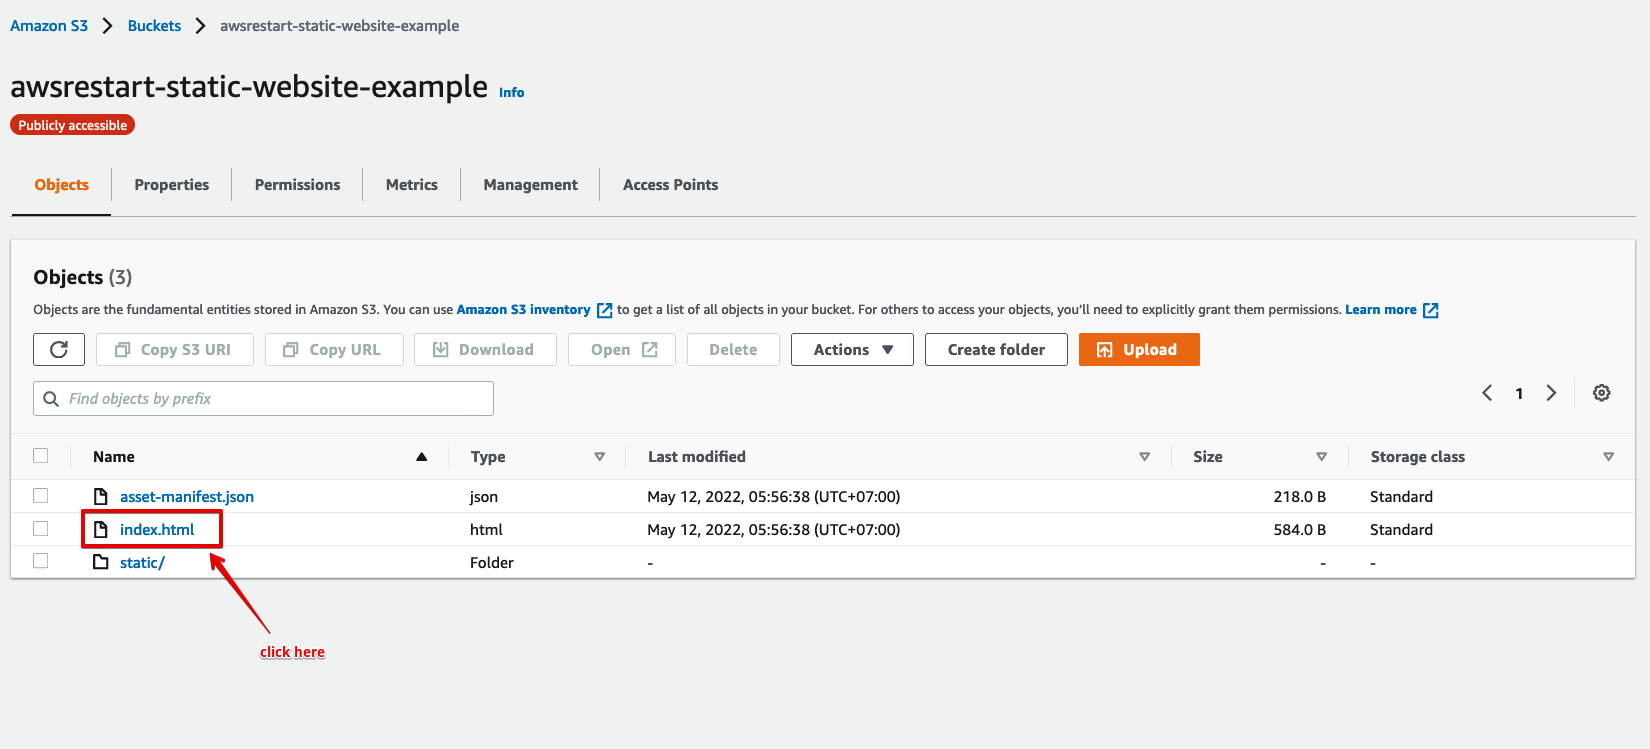 Amazon S3 > Buckets > awsrestart-static-website-example
awsrestart-static-website-example Info
Publicly accessible
Objects Properties Permissions Metrics Management Access Points
Objects (3)
Objects are the fundamental entities stored in Amazon S3. You can use Amazon S3 inventory to get a list of all objects in your bucket. For others to access your objects, you'll need to explicitly grant them permissions. Learn more
Copy S3 URI Copy URL Download Open Delete Actions Create folder Upload
Find objects by prefix
1
Name Type Last modified Size Storage class
asset-manifest.json json May 12, 2022, 05:56:38 (UTC+07:00) 218.0 B Standard
index.html html May 12, 2022, 05:56:38 (UTC+07:00) 584.0 B Standard
static/ Folder - - -
click here